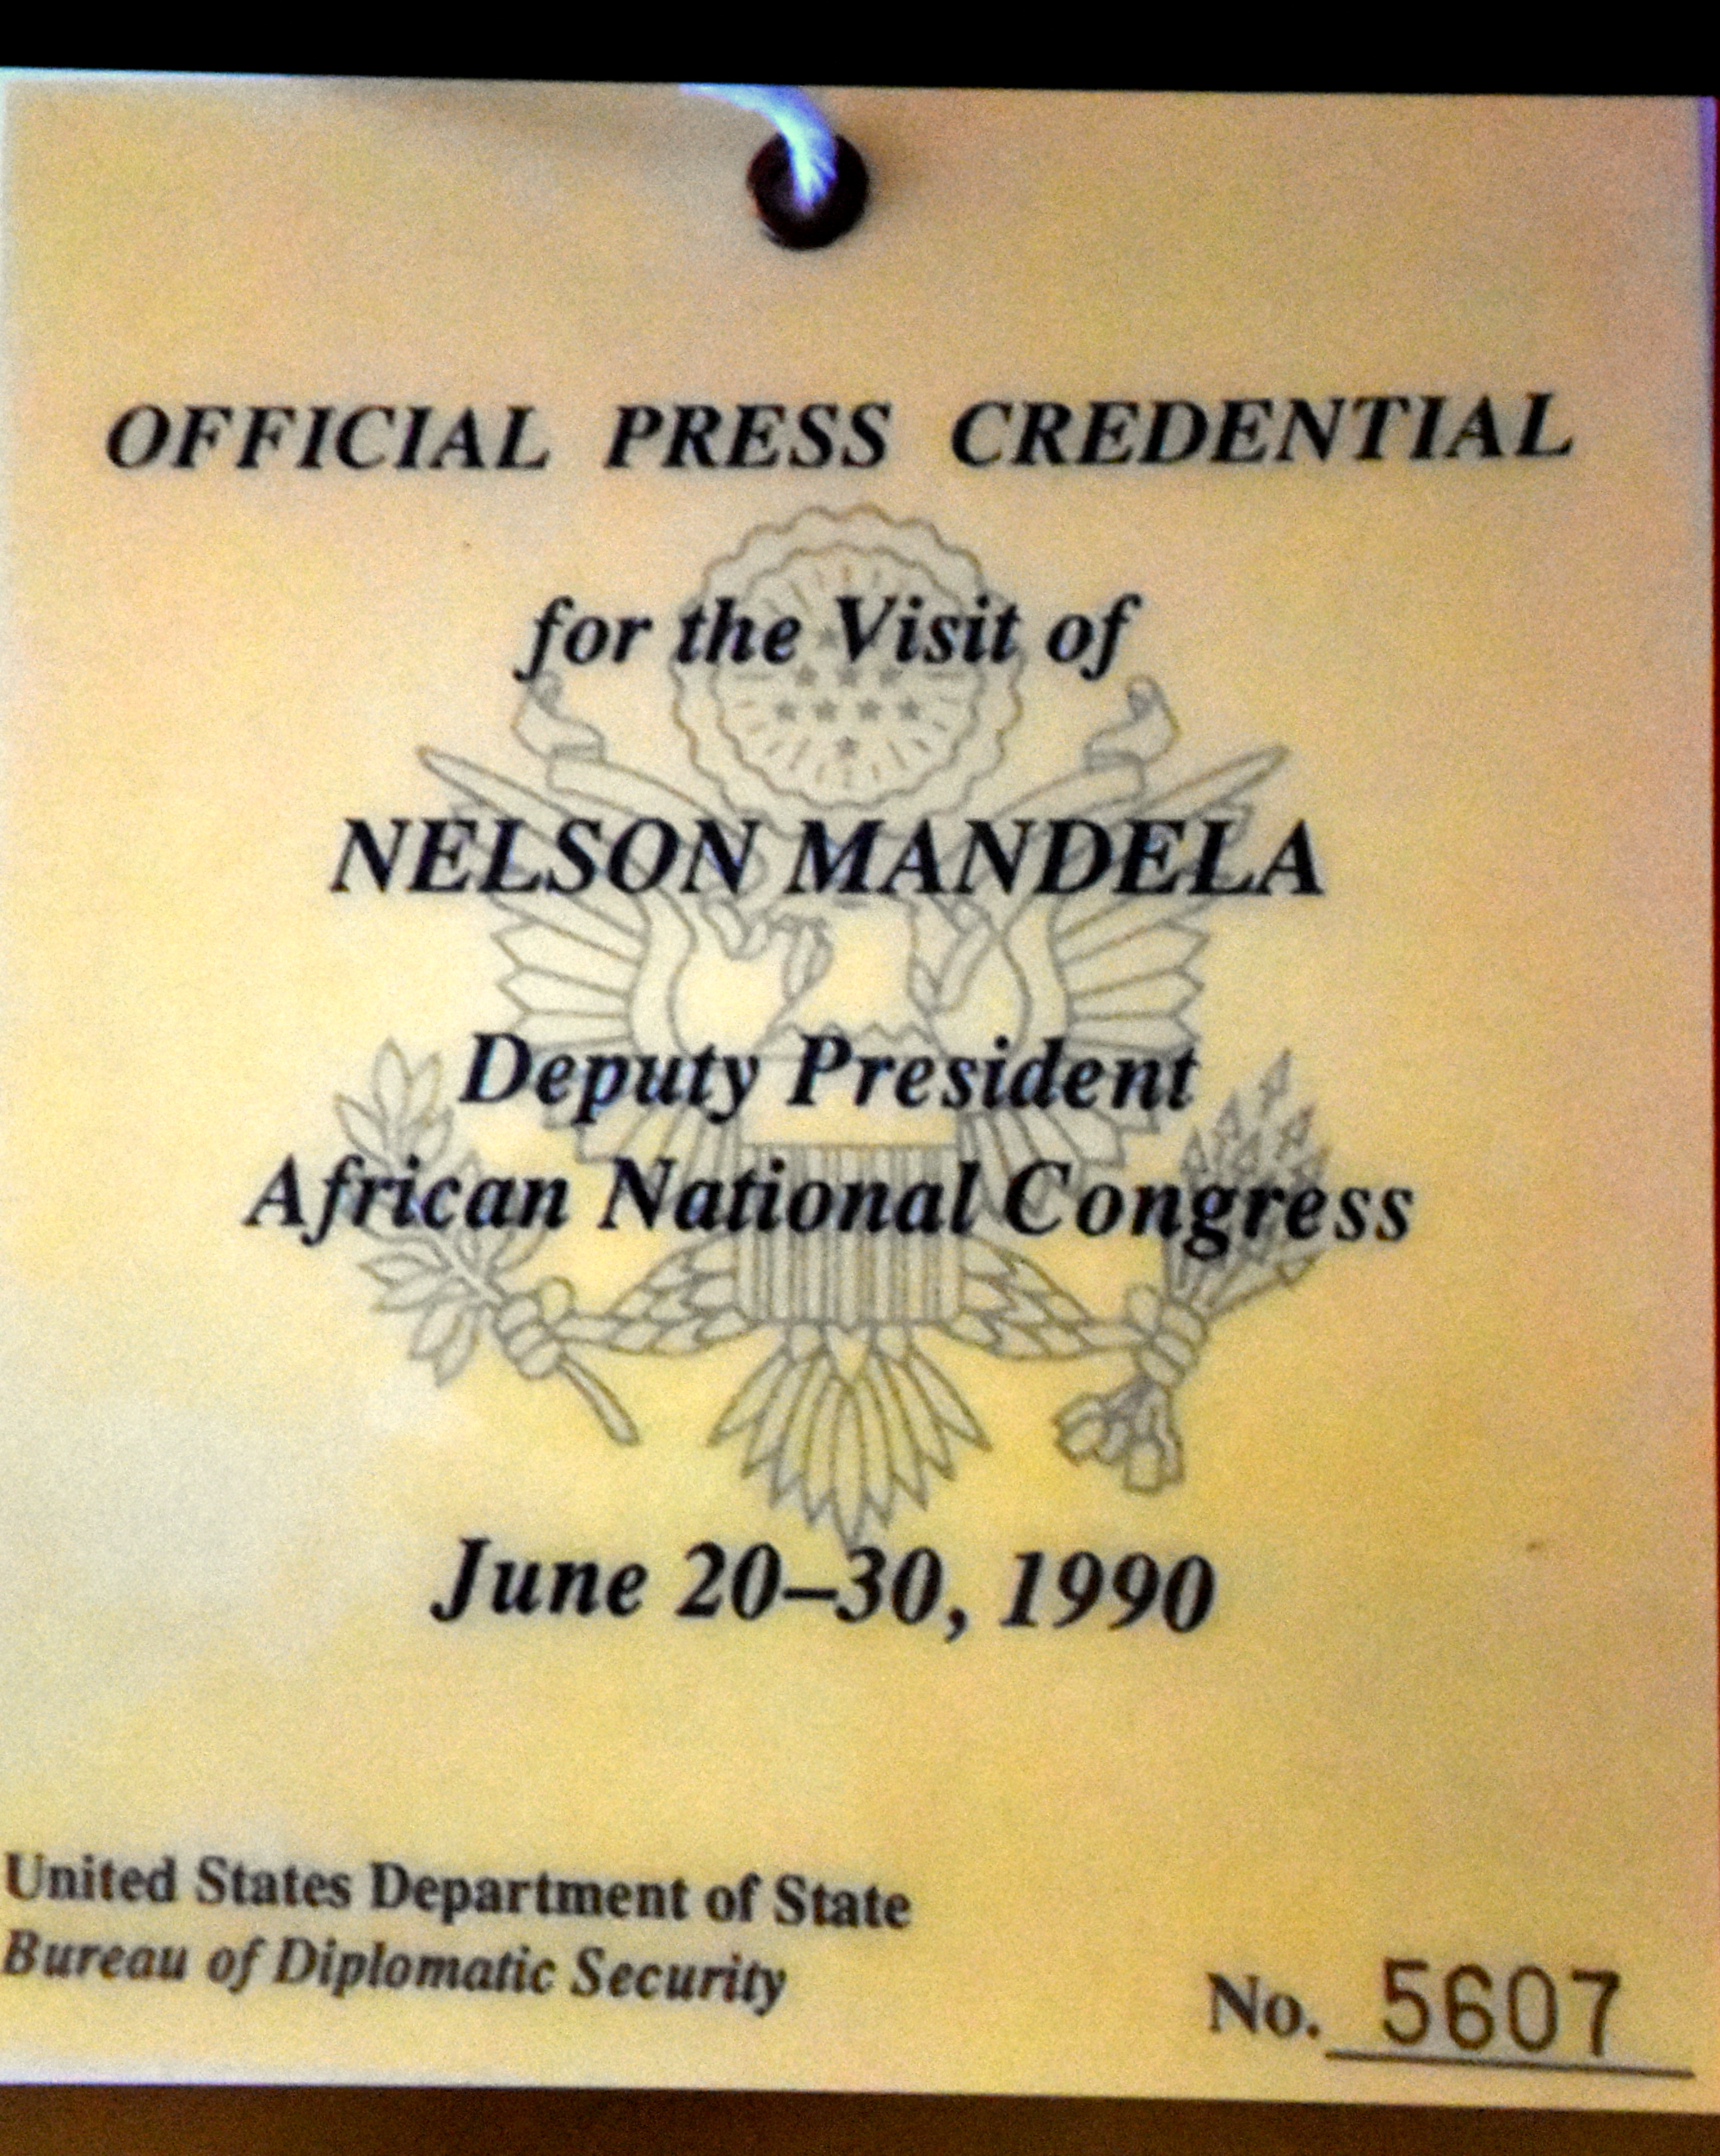 OFFICIAL PRESS CREDENTIAL
for the Visit of
NELSON MANDELA
Deputy President
African National Congress
June 20–30, 1990
United States Department of State
Bureau of Diplomatic Security
No. 5607